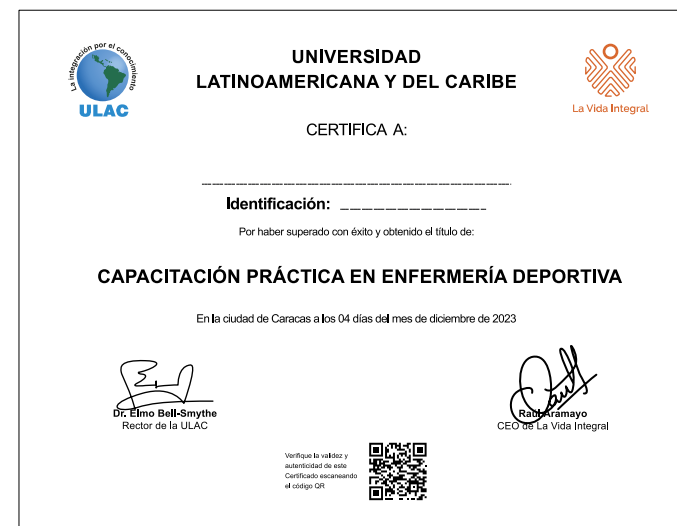 La integración por el conocimiento
ULAC
UNIVERSIDAD
LATINOAMERICANA Y DEL CARIBE
La Vida Integral
CERTIFICA A:
Identificación:
Por haber superado con éxito y obtenido el título de:
CAPACITACIÓN PRÁCTICA EN ENFERMERÍA DEPORTIVA
En la ciudad de Caracas a los 04 días del mes de diciembre de 2023
Dr. Elmo Bell-Smythe
Rector de la ULAC
Raúl Aramayo
CEO de La Vida Integral
Verifique la validez y
autenticidad de este
Certificado escaneando
el código QR